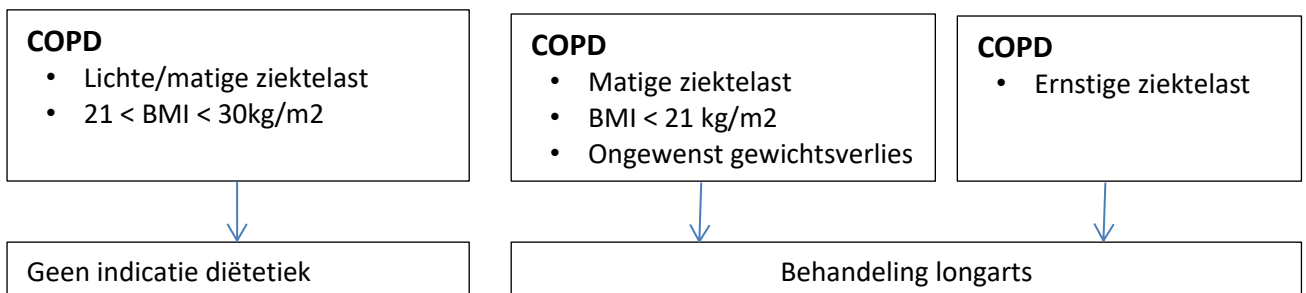 COPD
• Lichte/matige ziektelast
• 21 < BMI < 30kg/m2
COPD
• Matige ziektelast
• BMI < 21 kg/m2
• Ongewenst gewichtsverlies
COPD
• Ernstige ziektelast
Geen indicatie diëtetiek
Behandeling longarts